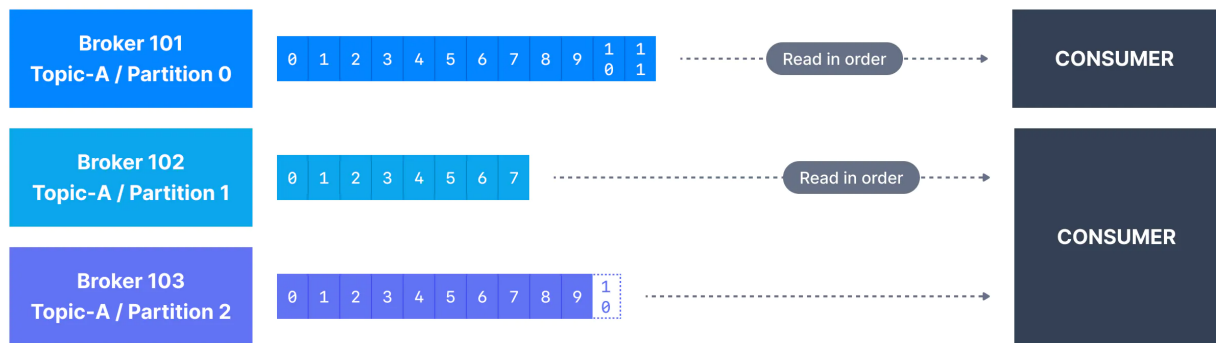 Broker 101
Topic-A / Partition 0
0 1 2 3 4 5 6 7 8 9 10 11
Read in order
CONSUMER
Broker 102
Topic-A / Partition 1
0 1 2 3 4 5 6 7
Read in order
CONSUMER
Broker 103
Topic-A / Partition 2
0 1 2 3 4 5 6 7 8 9 10